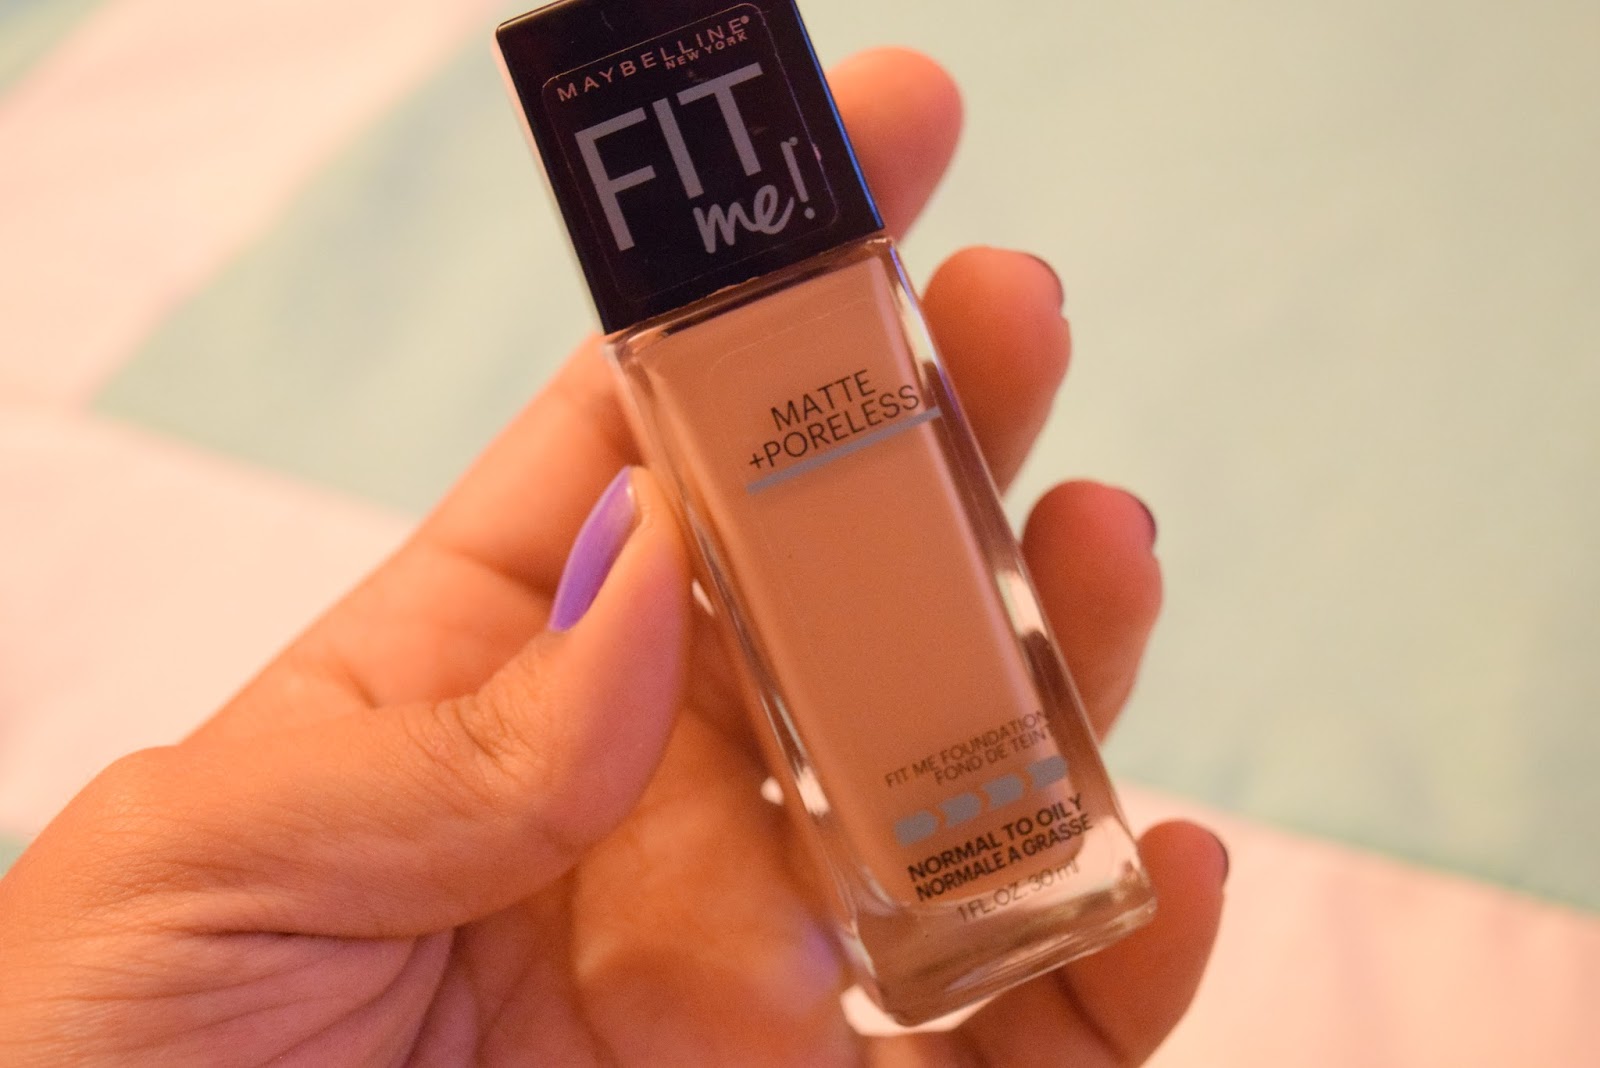 MAYBELLINE®
NEW YORK
FIT
me!
MATTE
+PORELESS
FIT ME FOUNDATION
FOND DE TEINT
NORMAL TO OILY
NORMALE A GRASSE
1 FL.OZ. 30 ml